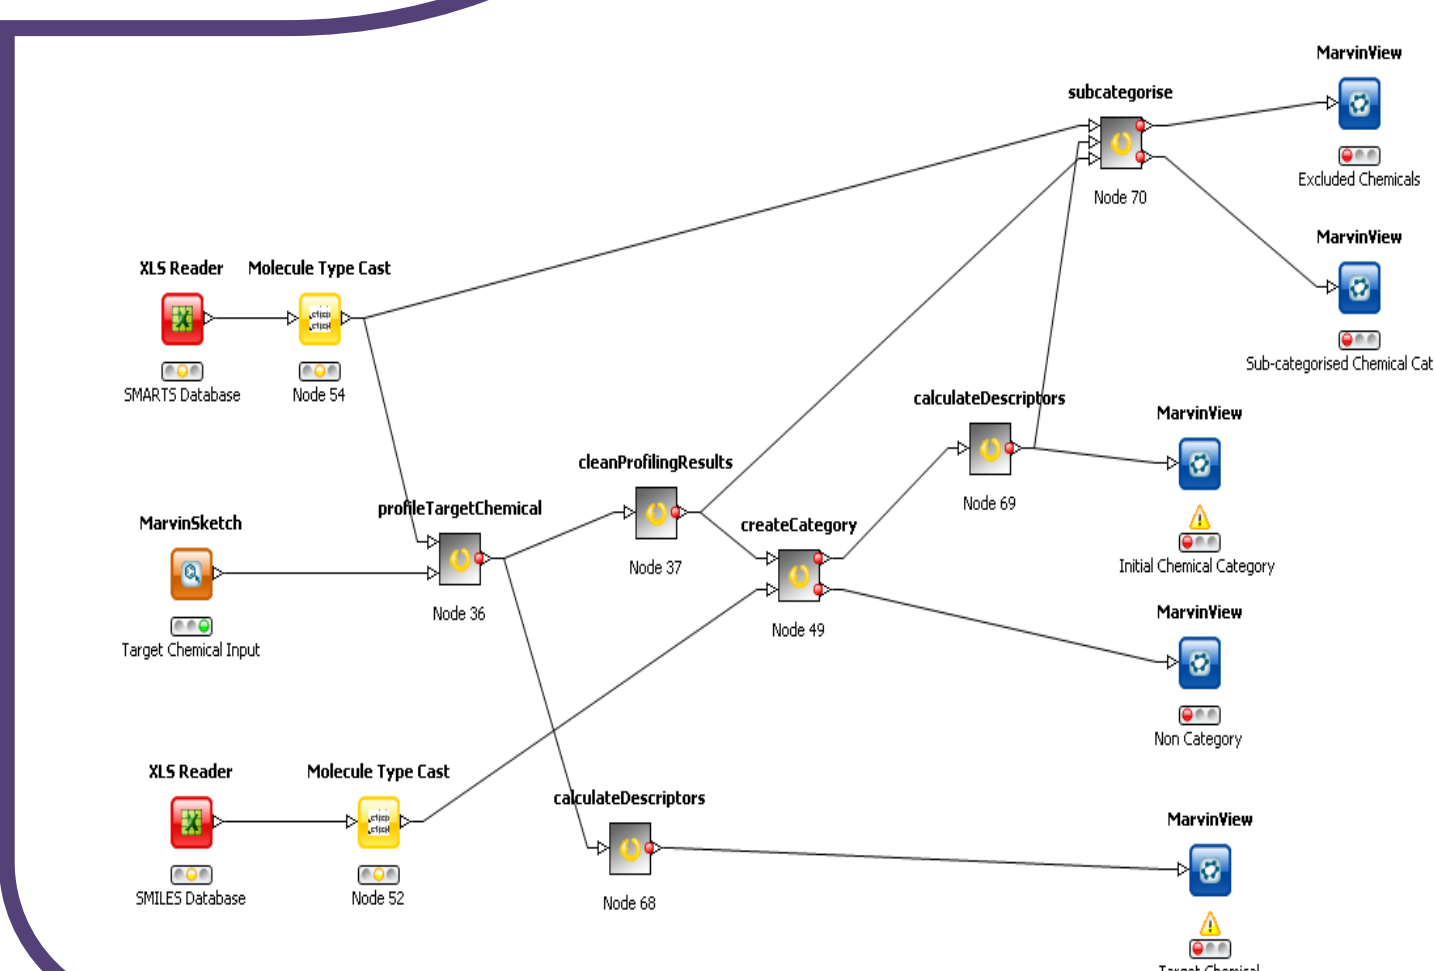 MarvinView
subcategorise
Excluded Chemicals
Node 70
MarvinView
XLS Reader
Molecule Type Cast
Sub-categorised Chemical Cat
SMARTS Database
Node 54
calculateDescriptors
MarvinView
cleanProfilingResults
Node 69
profileTargetChemical
MarvinSketch
createCategory
Node 37
Initial Chemical Category
Node 36
MarvinView
Node 49
Target Chemical Input
Non Category
XLS Reader
Molecule Type Cast
calculateDescriptors
MarvinView
SMILES Database
Node 52
Node 68
Target Chemical